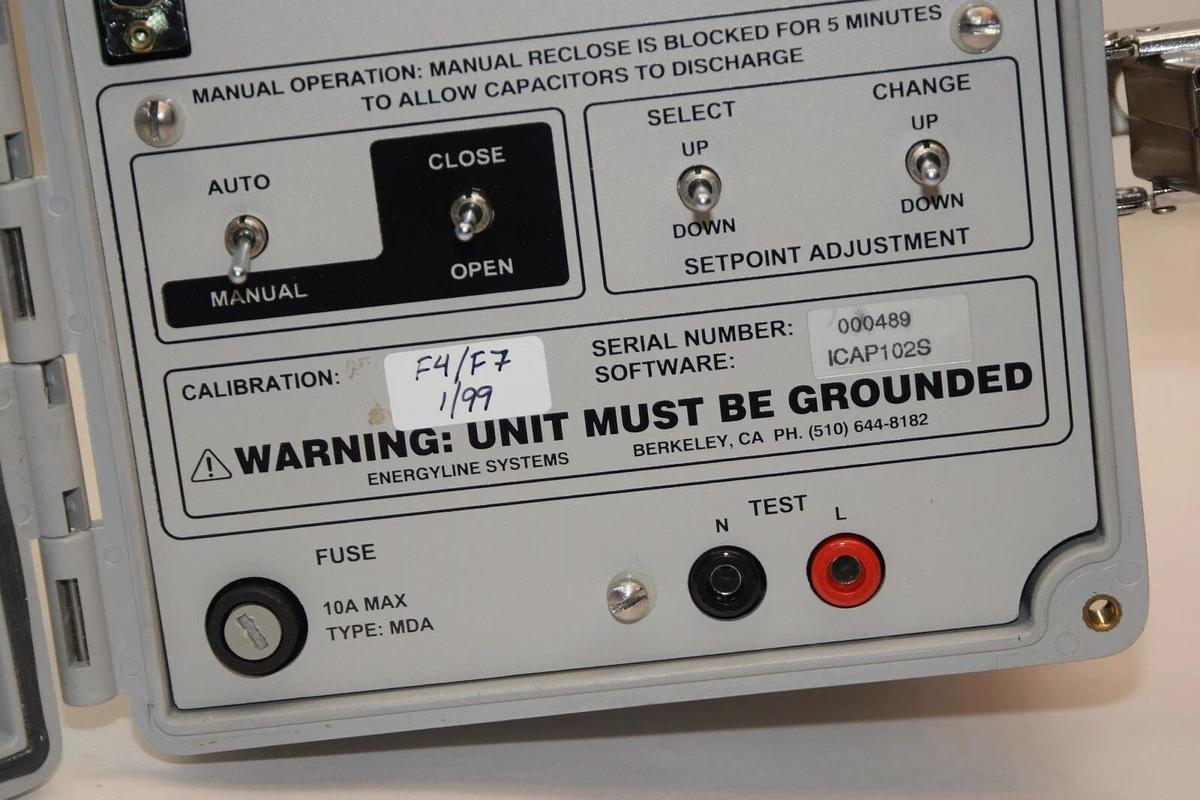 MANUAL OPERATION: MANUAL RECLOSE IS BLOCKED FOR 5 MINUTES
TO ALLOW CAPACITORS TO DISCHARGE
AUTO
MANUAL
CLOSE
OPEN
SELECT
UP
DOWN
CHANGE
UP
DOWN
SETPOINT ADJUSTMENT
CALIBRATION:
F4/F7
1/99
SERIAL NUMBER: 000489
SOFTWARE: ICAP102S
WARNING: UNIT MUST BE GROUNDED
ENERGYLINE SYSTEMS BERKELEY, CA PH. (510) 644-8182
FUSE
10A MAX
TYPE: MDA
TEST
N L